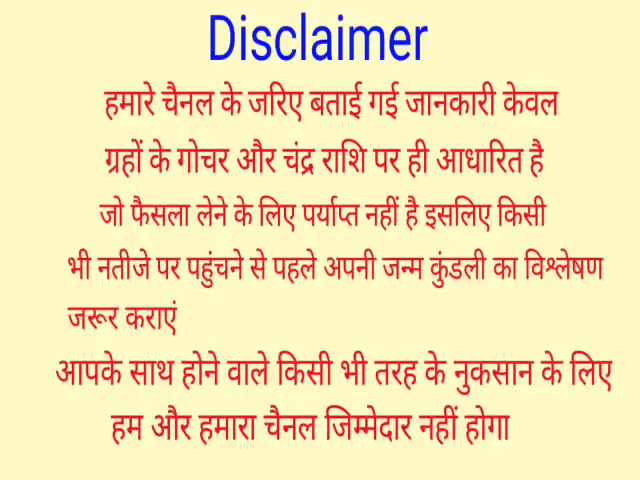 Disclaimer
हमारे चैनल के जरिए बताई गई जानकारी केवल
ग्रहों के गोचर और चंद्र राशि पर ही आधारित है
जो फैसला लेने के लिए पर्याप्त नहीं है इसलिए किसी
भी नतीजे पर पहुंचने से पहले अपनी जन्म कुंडली का विश्लेषण
जरूर कराएं
आपके साथ होने वाले किसी भी तरह के नुकसान के लिए
हम और हमारा चैनल जिम्मेदार नहीं होगा